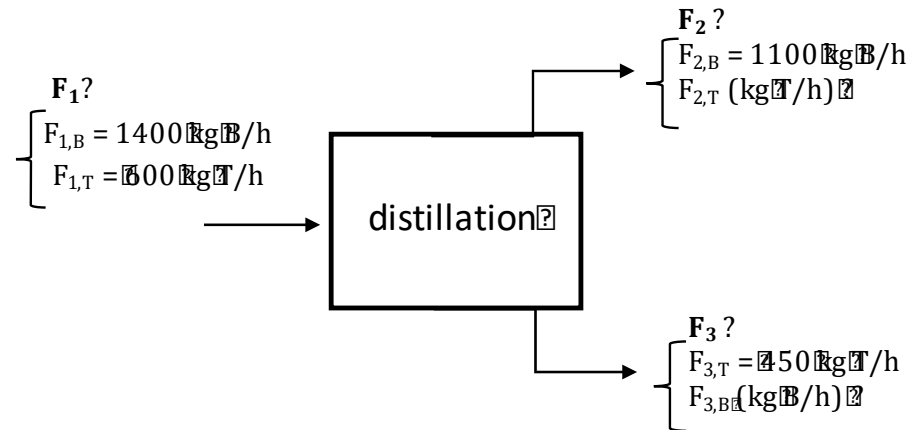 F₁?
F₁,B = 1400 kg B/h
F₁,T = 600 kg T/h
distillation
F₂ ?
F₂,B = 1100 kg B/h
F₂,T (kg T/h) ?
F₃ ?
F₃,T = 450 kg T/h
F₃,B (kg B/h) ?